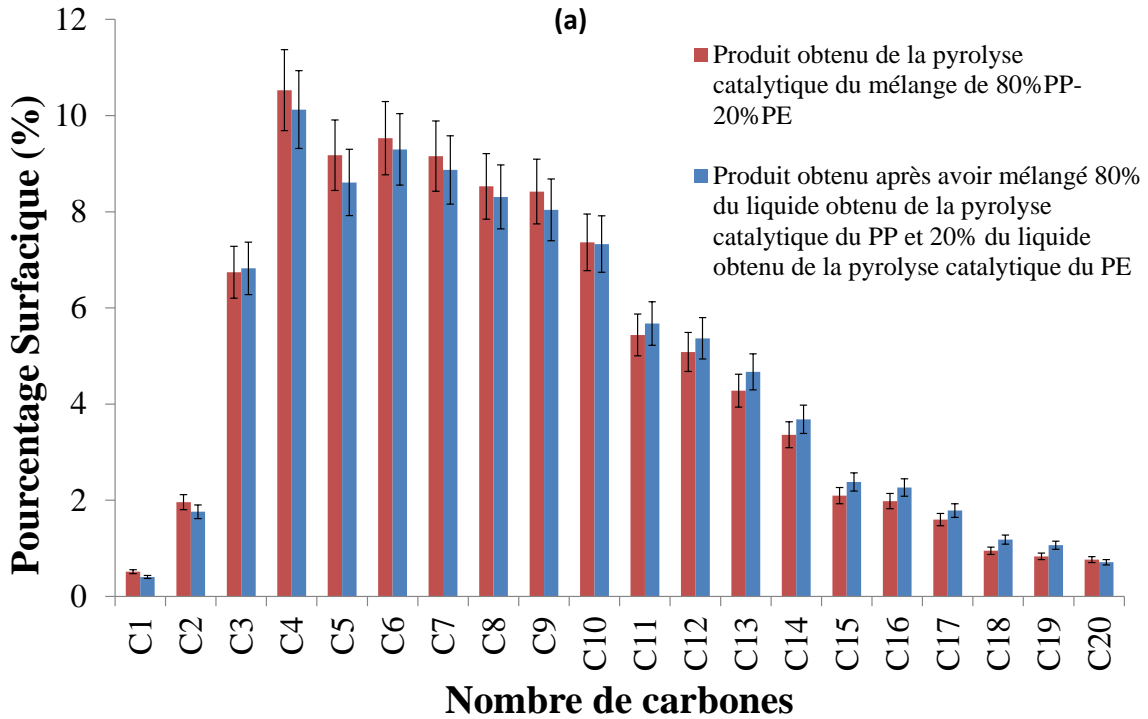 (a)
Produit obtenu de la pyrolyse
catalytique du mélange de 80%PP-
20%PE
Produit obtenu après avoir mélangé 80%
du liquide obtenu de la pyrolyse
catalytique du PP et 20% du liquide
obtenu de la pyrolyse catalytique du PE
Pourcentage Surfacique (%)
12
10
8
6
4
2
0
C1
C2
C3
C4
C5
C6
C7
C8
C9
C10
C11
C12
C13
C14
C15
C16
C17
C18
C19
C20
Nombre de carbones